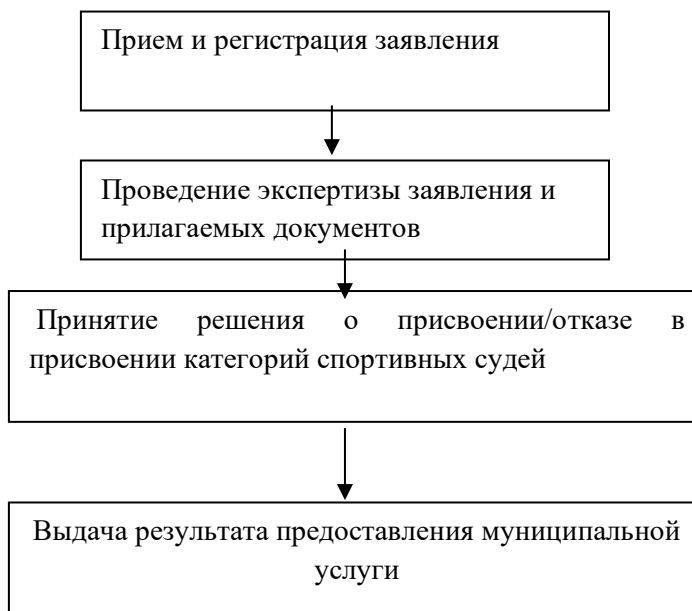 Прием и регистрация заявления
Проведение экспертизы заявления и
прилагаемых документов
Принятие решения о присвоении/отказе в
присвоении категорий спортивных судей
Выдача результата предоставления муниципальной
услуги